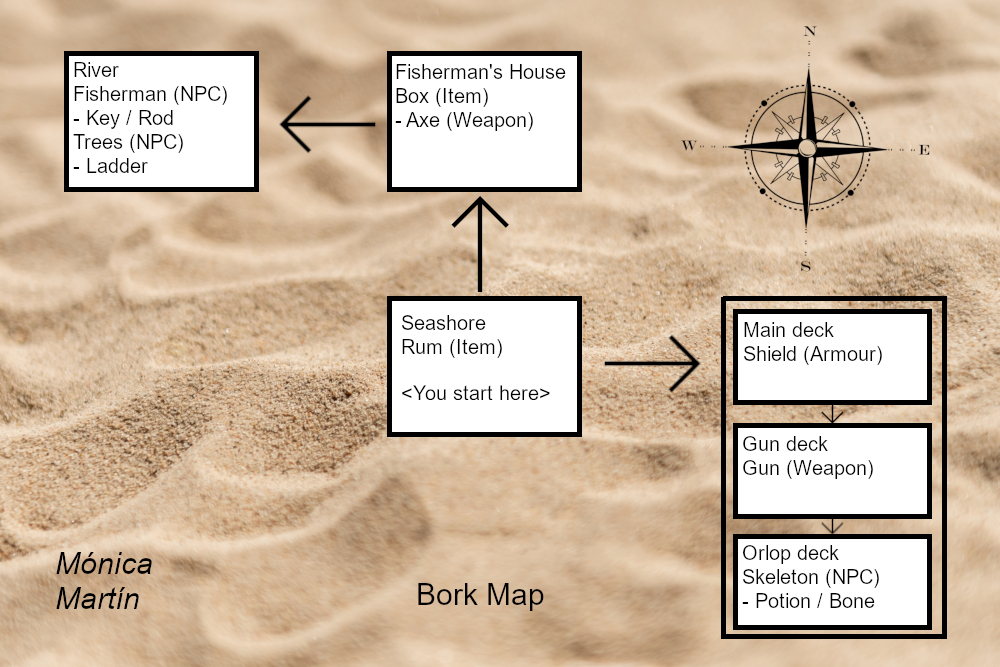 River
Fisherman (NPC)
- Key / Rod
Trees (NPC)
- Ladder
Fisherman's House
Box (Item)
- Axe (Weapon)
N
W
E
S
Seashore
Rum (Item)
<You start here>
Main deck
Shield (Armour)
Gun deck
Gun (Weapon)
Orlop deck
Skeleton (NPC)
- Potion / Bone
Mónica
Martín
Bork Map